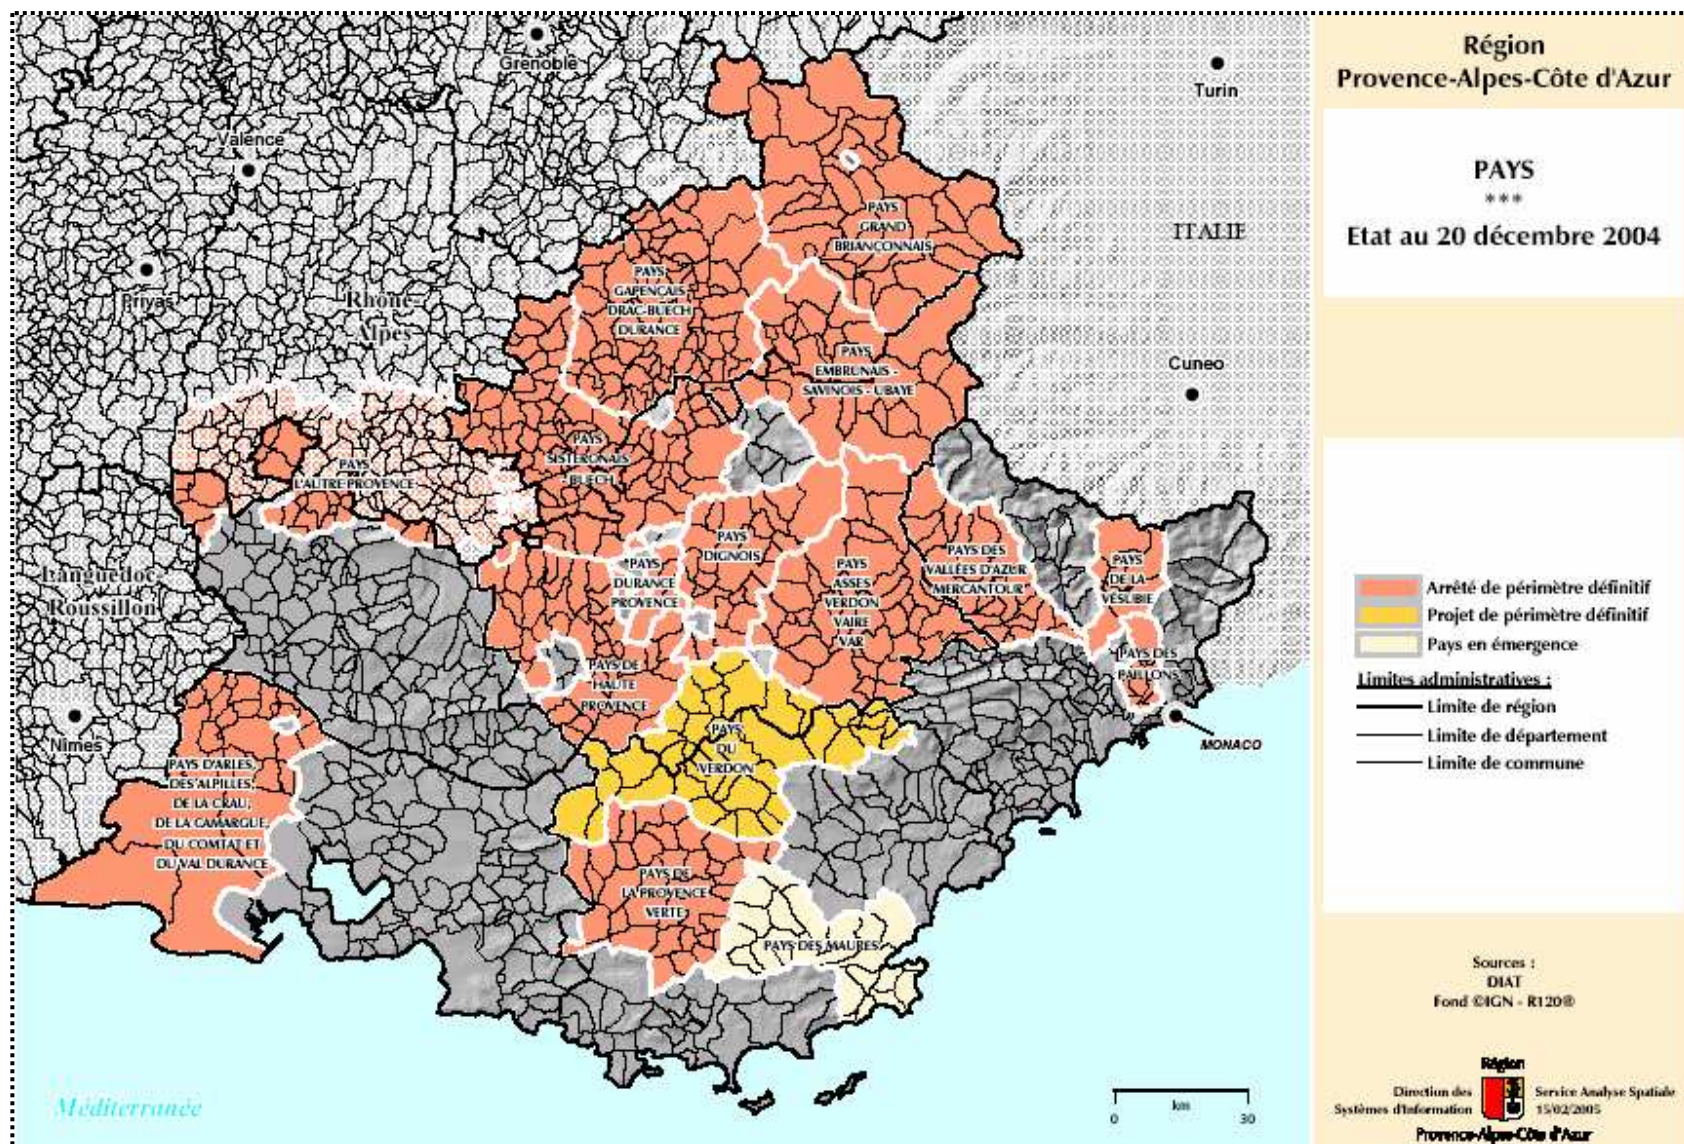 Grenoble
Valence
Privas
Rhône-
Alpes
Languedoc-
Roussillon
Nîmes
Turin
ITALIE
Cuneo
MONACO
Méditerranée
PAYS
GRAND
BRIANCONNAIS
PAYS
GAPENCAIS
DRAC-BUECH
DURANCE
PAYS
EMBRUNAIS -
SAVINOIS - UBAYE
PAYS
SISTERONAIS
- BUECH
PAYS
L'AUTRE PROVENCE
PAYS
DIGNOIS
PAYS
DURANCE
PROVENCE
PAYS
ASSES
VERDON
VAIRE
VAR
PAYS DES
VALLÉES D'AZUR
MERCANTOUR
PAYS
DE LA
VÉSUBIE
PAYS DES
PAILLONS
PAYS DE
HAUTE
PROVENCE
PAYS
DU
VERDON
PAYS D'ARLES,
DES ALPILLES,
DE LA CRAU,
DE LA CAMARGUE,
DU COMTAT ET
DU VAL DURANCE
PAYS DE
LA PROVENCE
VERTE
PAYS DES MAURES
0 km 30
Région
Provence-Alpes-Côte d'Azur
PAYS
***
Etat au 20 décembre 2004
Arrêté de périmètre définitif
Projet de périmètre définitif
Pays en émergence
Limites administratives :
Limite de région
Limite de département
Limite de commune
Sources :
DIAT
Fond ©IGN - R120®
Région
Direction des
Systèmes d'Information
Service Analyse Spatiale
15/02/2005
Provence-Alpes-Côte d'Azur